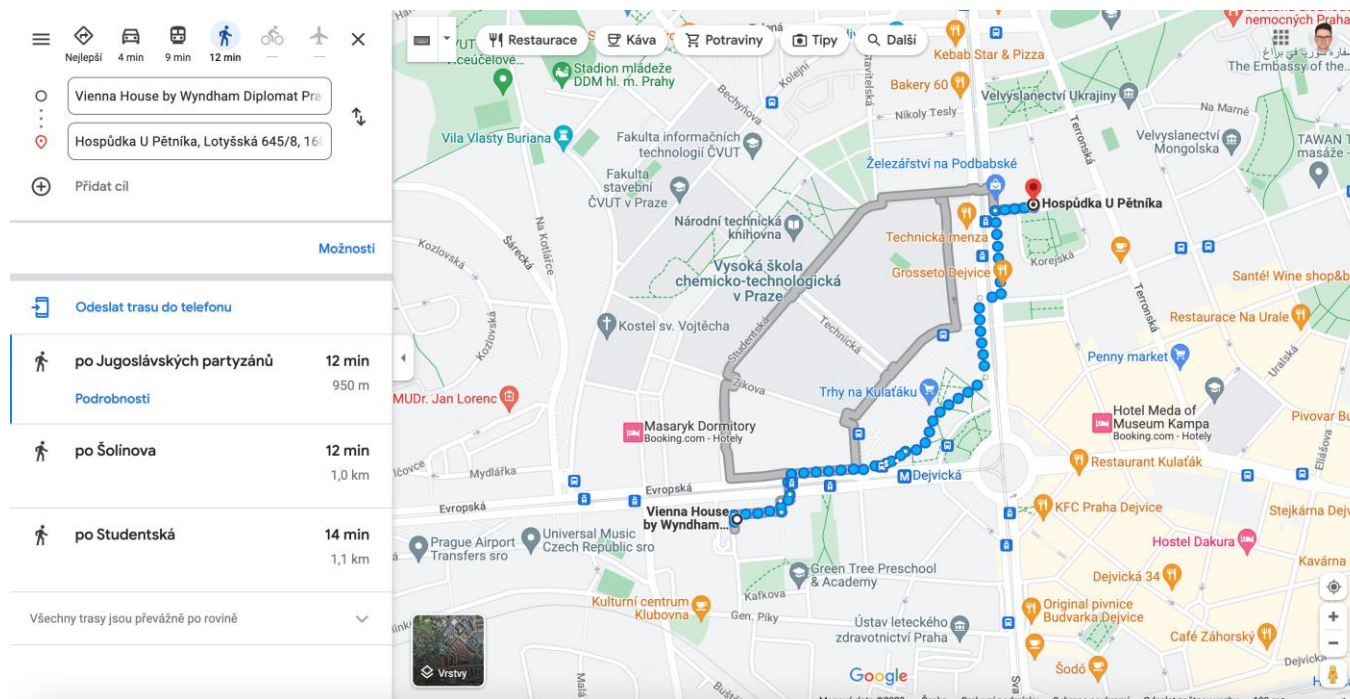 Nejlepší
4 min
9 min
12 min
Vienna House by Wyndham Diplomat Pra
Hospůdka U Pětníka, Lotyšská 645/8, 16
Přidat cíl
Možnosti
Odeslat trasu do telefonu
po Jugoslávských partyzánů 12 min
950 m
Podrobnosti
po Šolínova 12 min
1,0 km
po Studentská 14 min
1,1 km
Všechny trasy jsou převážně po rovině
Restaurace
Káva
Potraviny
Tipy
Další
nemocných Praha
Kebab Star & Pizza
The Embassy of the...
Stadion mládeže
DDM hl. m. Prahy
Kolejní
Bechyňova
Bakery 60
Velvyslanectví Ukrajiny
Na Marně
Nikoly Tesly
Terronská
Vila Vlasty Buriana
Fakulta informačních
technologií ČVUT
Velvyslanectví
Mongolska
TAWAN T
masáže -
Železářství na Podbabské
Fakulta
stavební
ČVUT v Praze
Hospůdka U Pětníka
Národní technická
knihovna
Technická menza
Na Kotlářce
Šárecká
Kozlovská
Korejská
Vysoká škola
chemicko-technologická
v Praze
Grosseto Dejvice
Santé! Wine shop&b
Terronská
Restaurace Na Urale
Kostel sv. Vojtěcha
Technická
Studentská
Kozlovská
Penny market
Uralská
Zikova
Trhy na Kulaťáku
MUDr. Jan Lorenc
Masaryk Dormitory
Booking.com - Hotely
Hotel Meda of
Museum Kampa
Booking.com - Hotely
Pivovar Bu
Eliášova
Mydlářka
Restaurant Kulaťák
Dejvická
Evropská
Evropská
Vienna House
by Wyndham...
KFC Praha Dejvice
Stejkárna Dejv
Prague Airport
Transfers sro
Universal Music
Czech Republic sro
Hostel Dakura
Kavárna
Green Tree Preschool
& Academy
Dejvická 34
Kafkova
Kulturní centrum
Klubovna
Gen. Píky
Original pivnice
Budvarka Dejvice
Ústav leteckého
zdravotnictví Praha
Café Záhorský
Vrstvy
Google
Šodó
Dejvická